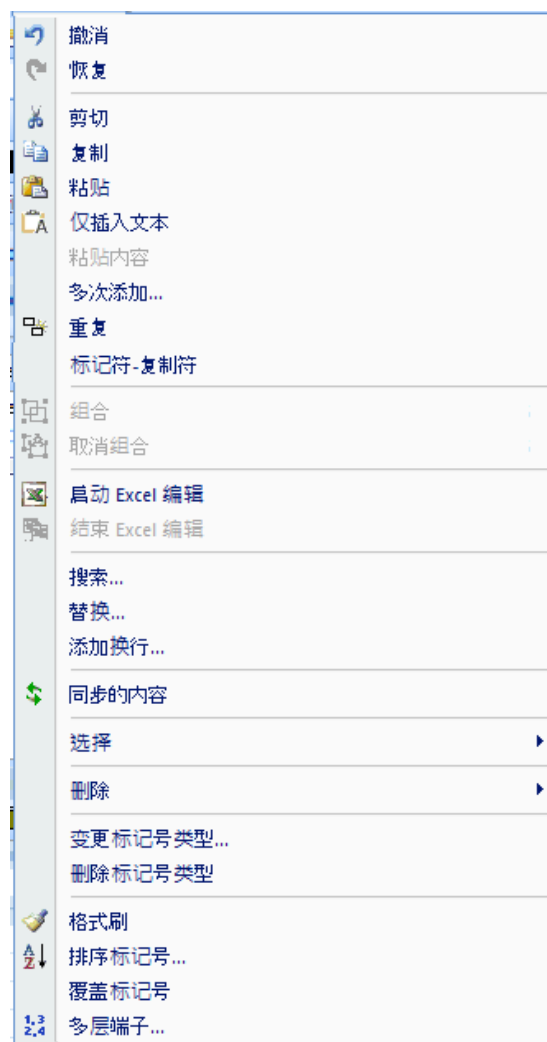 撤消
恢复
剪切
复制
粘贴
仅插入文本
粘贴内容
多次添加...
重复
标记符-复制符
组合
取消组合
启动 Excel 编辑
结束 Excel 编辑
搜索...
替换...
添加换行...
同步的内容
选择
删除
变更标记号类型...
删除标记号类型
格式刷
排序标记号...
覆盖标记号
多层端子...